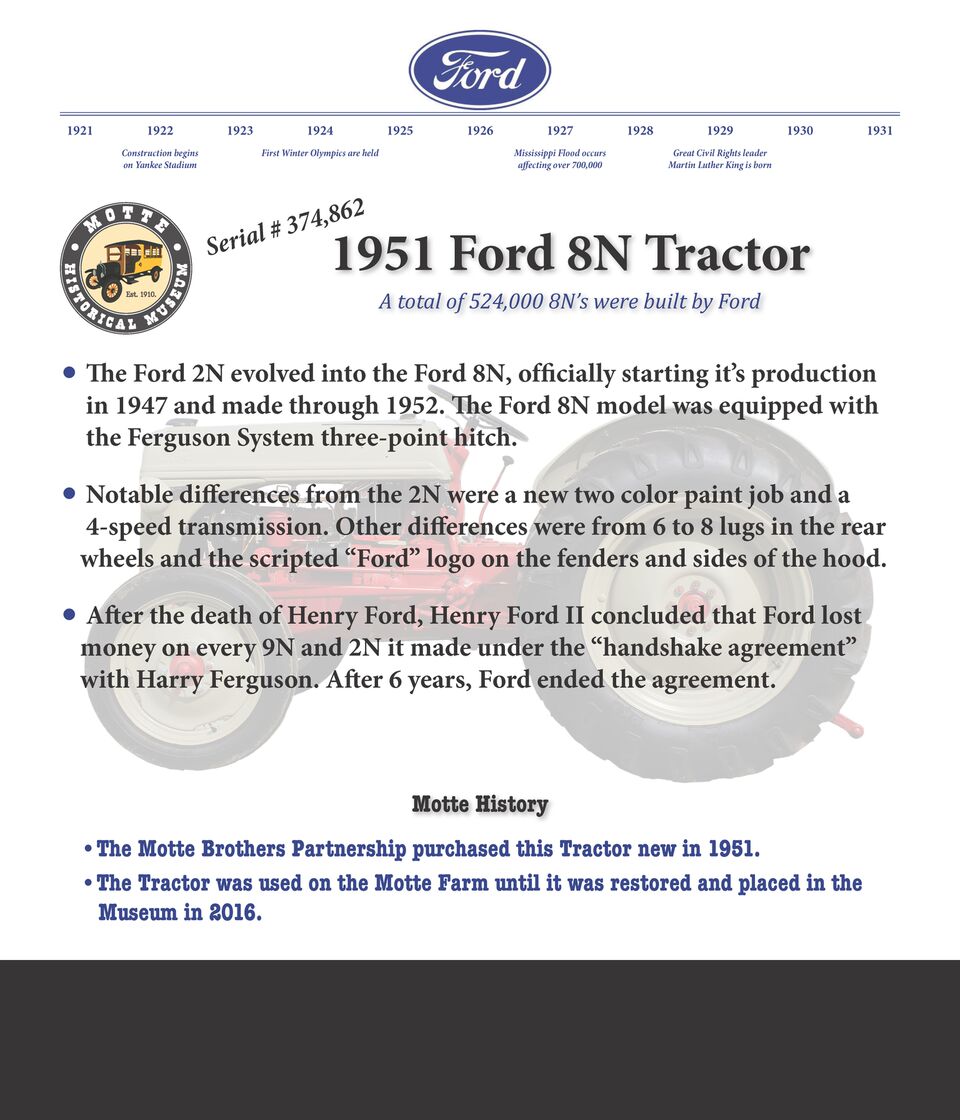 Ford
1921 1922 1923 1924 1925 1926 1927 1928 1929 1930 1931
Construction begins
on Yankee Stadium
First Winter Olympics are held
Mississippi Flood occurs
affecting over 700,000
Great Civil Rights leader
Martin Luther King is born
MOTTE
HISTORICAL MUSEUM
Est. 1910.
Serial # 374,862
1951 Ford 8N Tractor
A total of 524,000 8N’s were built by Ford
• The Ford 2N evolved into the Ford 8N, officially starting it’s production
in 1947 and made through 1952. The Ford 8N model was equipped with
the Ferguson System three-point hitch.
• Notable differences from the 2N were a new two color paint job and a
4-speed transmission. Other differences were from 6 to 8 lugs in the rear
wheels and the scripted “Ford” logo on the fenders and sides of the hood.
• After the death of Henry Ford, Henry Ford II concluded that Ford lost
money on every 9N and 2N it made under the “handshake agreement”
with Harry Ferguson. After 6 years, Ford ended the agreement.
Motte History
• The Motte Brothers Partnership purchased this Tractor new in 1951.
• The Tractor was used on the Motte Farm until it was restored and placed in the
Museum in 2016.